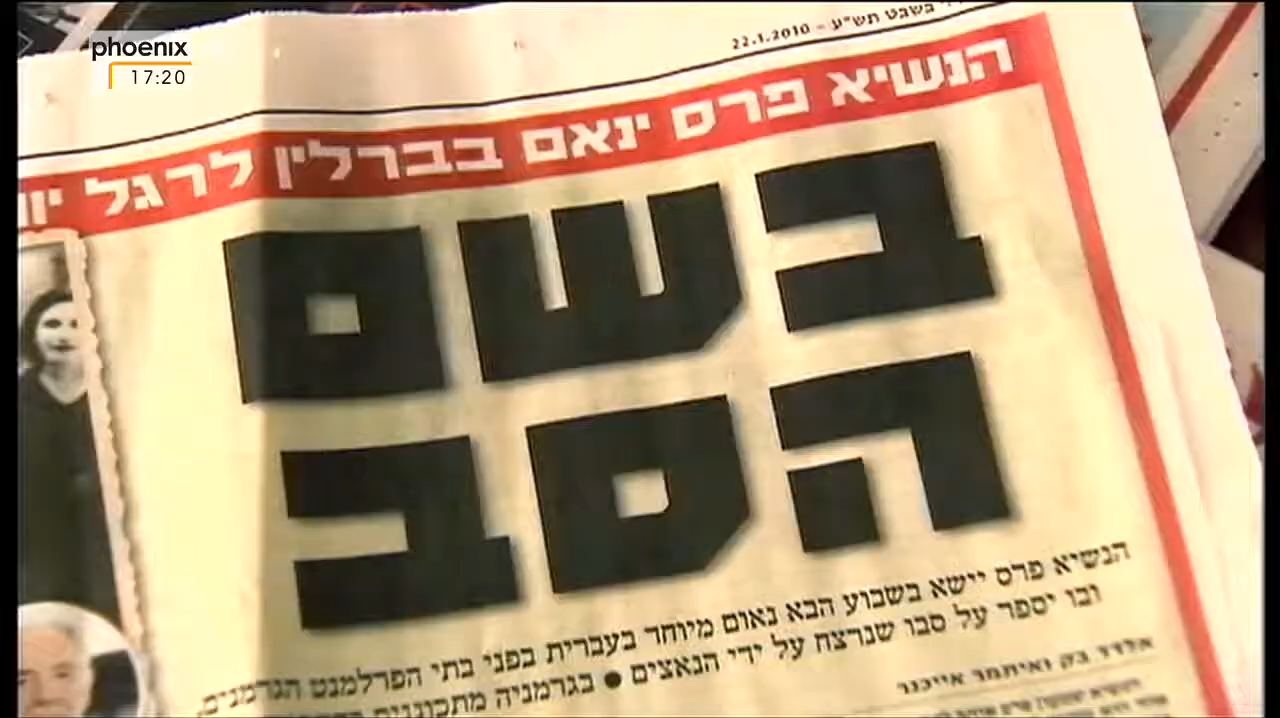 phoenix
17:20
בשבט תש"ע - 22.1.2010
הנשיא פרס ינאם בברלין לרגל
בשם
הסב
הנשיא פרס יישא בשבוע הבא נאום מיוחד בעברית בפני בתי הפרלמנט הגרמנים,
ובו יספר על סבו שנרצח על ידי הנאצים • בגרמניה מתכוננים
אלדד בק ואיתמר אייכנר